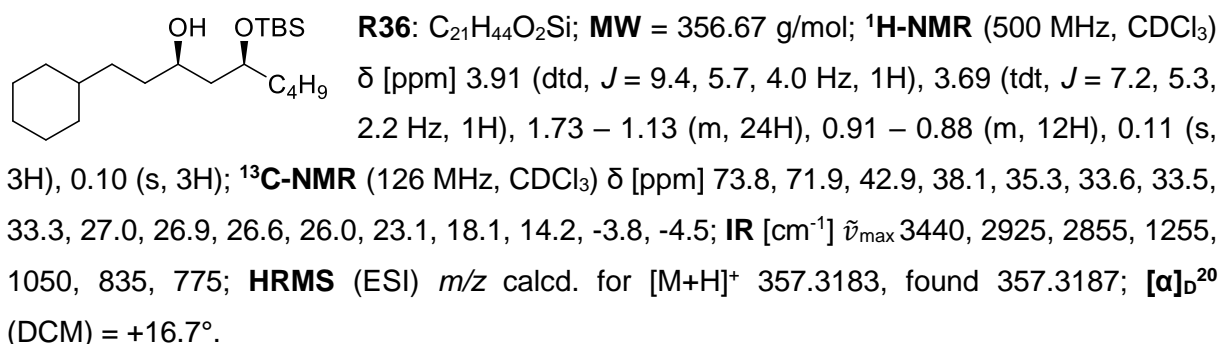 OH OTBS
C₄H₉
R36: C₂₁H₄₄O₂Si; MW = 356.67 g/mol; ¹H-NMR (500 MHz, CDCl₃)
δ [ppm] 3.91 (dtd, J = 9.4, 5.7, 4.0 Hz, 1H), 3.69 (tdt, J = 7.2, 5.3,
2.2 Hz, 1H), 1.73 – 1.13 (m, 24H), 0.91 – 0.88 (m, 12H), 0.11 (s,
3H), 0.10 (s, 3H); ¹³C-NMR (126 MHz, CDCl₃) δ [ppm] 73.8, 71.9, 42.9, 38.1, 35.3, 33.6, 33.5,
33.3, 27.0, 26.9, 26.6, 26.0, 23.1, 18.1, 14.2, -3.8, -4.5; IR [cm⁻¹] ṽₘₐₓ 3440, 2925, 2855, 1255,
1050, 835, 775; HRMS (ESI) m/z calcd. for [M+H]⁺ 357.3183, found 357.3187; [α]D²⁰
(DCM) = +16.7°.